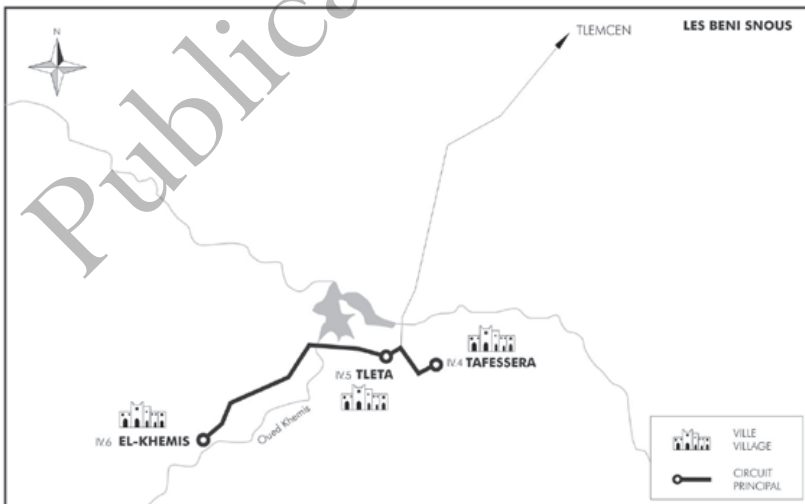 LES BENI SNOUS
N
TLEMCEN
IV.4 TAFESSERA
IV.5 TLETA
IV.6 EL-KHEMIS
Oued Khemis
VILLE
VILLAGE
CIRCUIT
PRINCIPAL
Publica